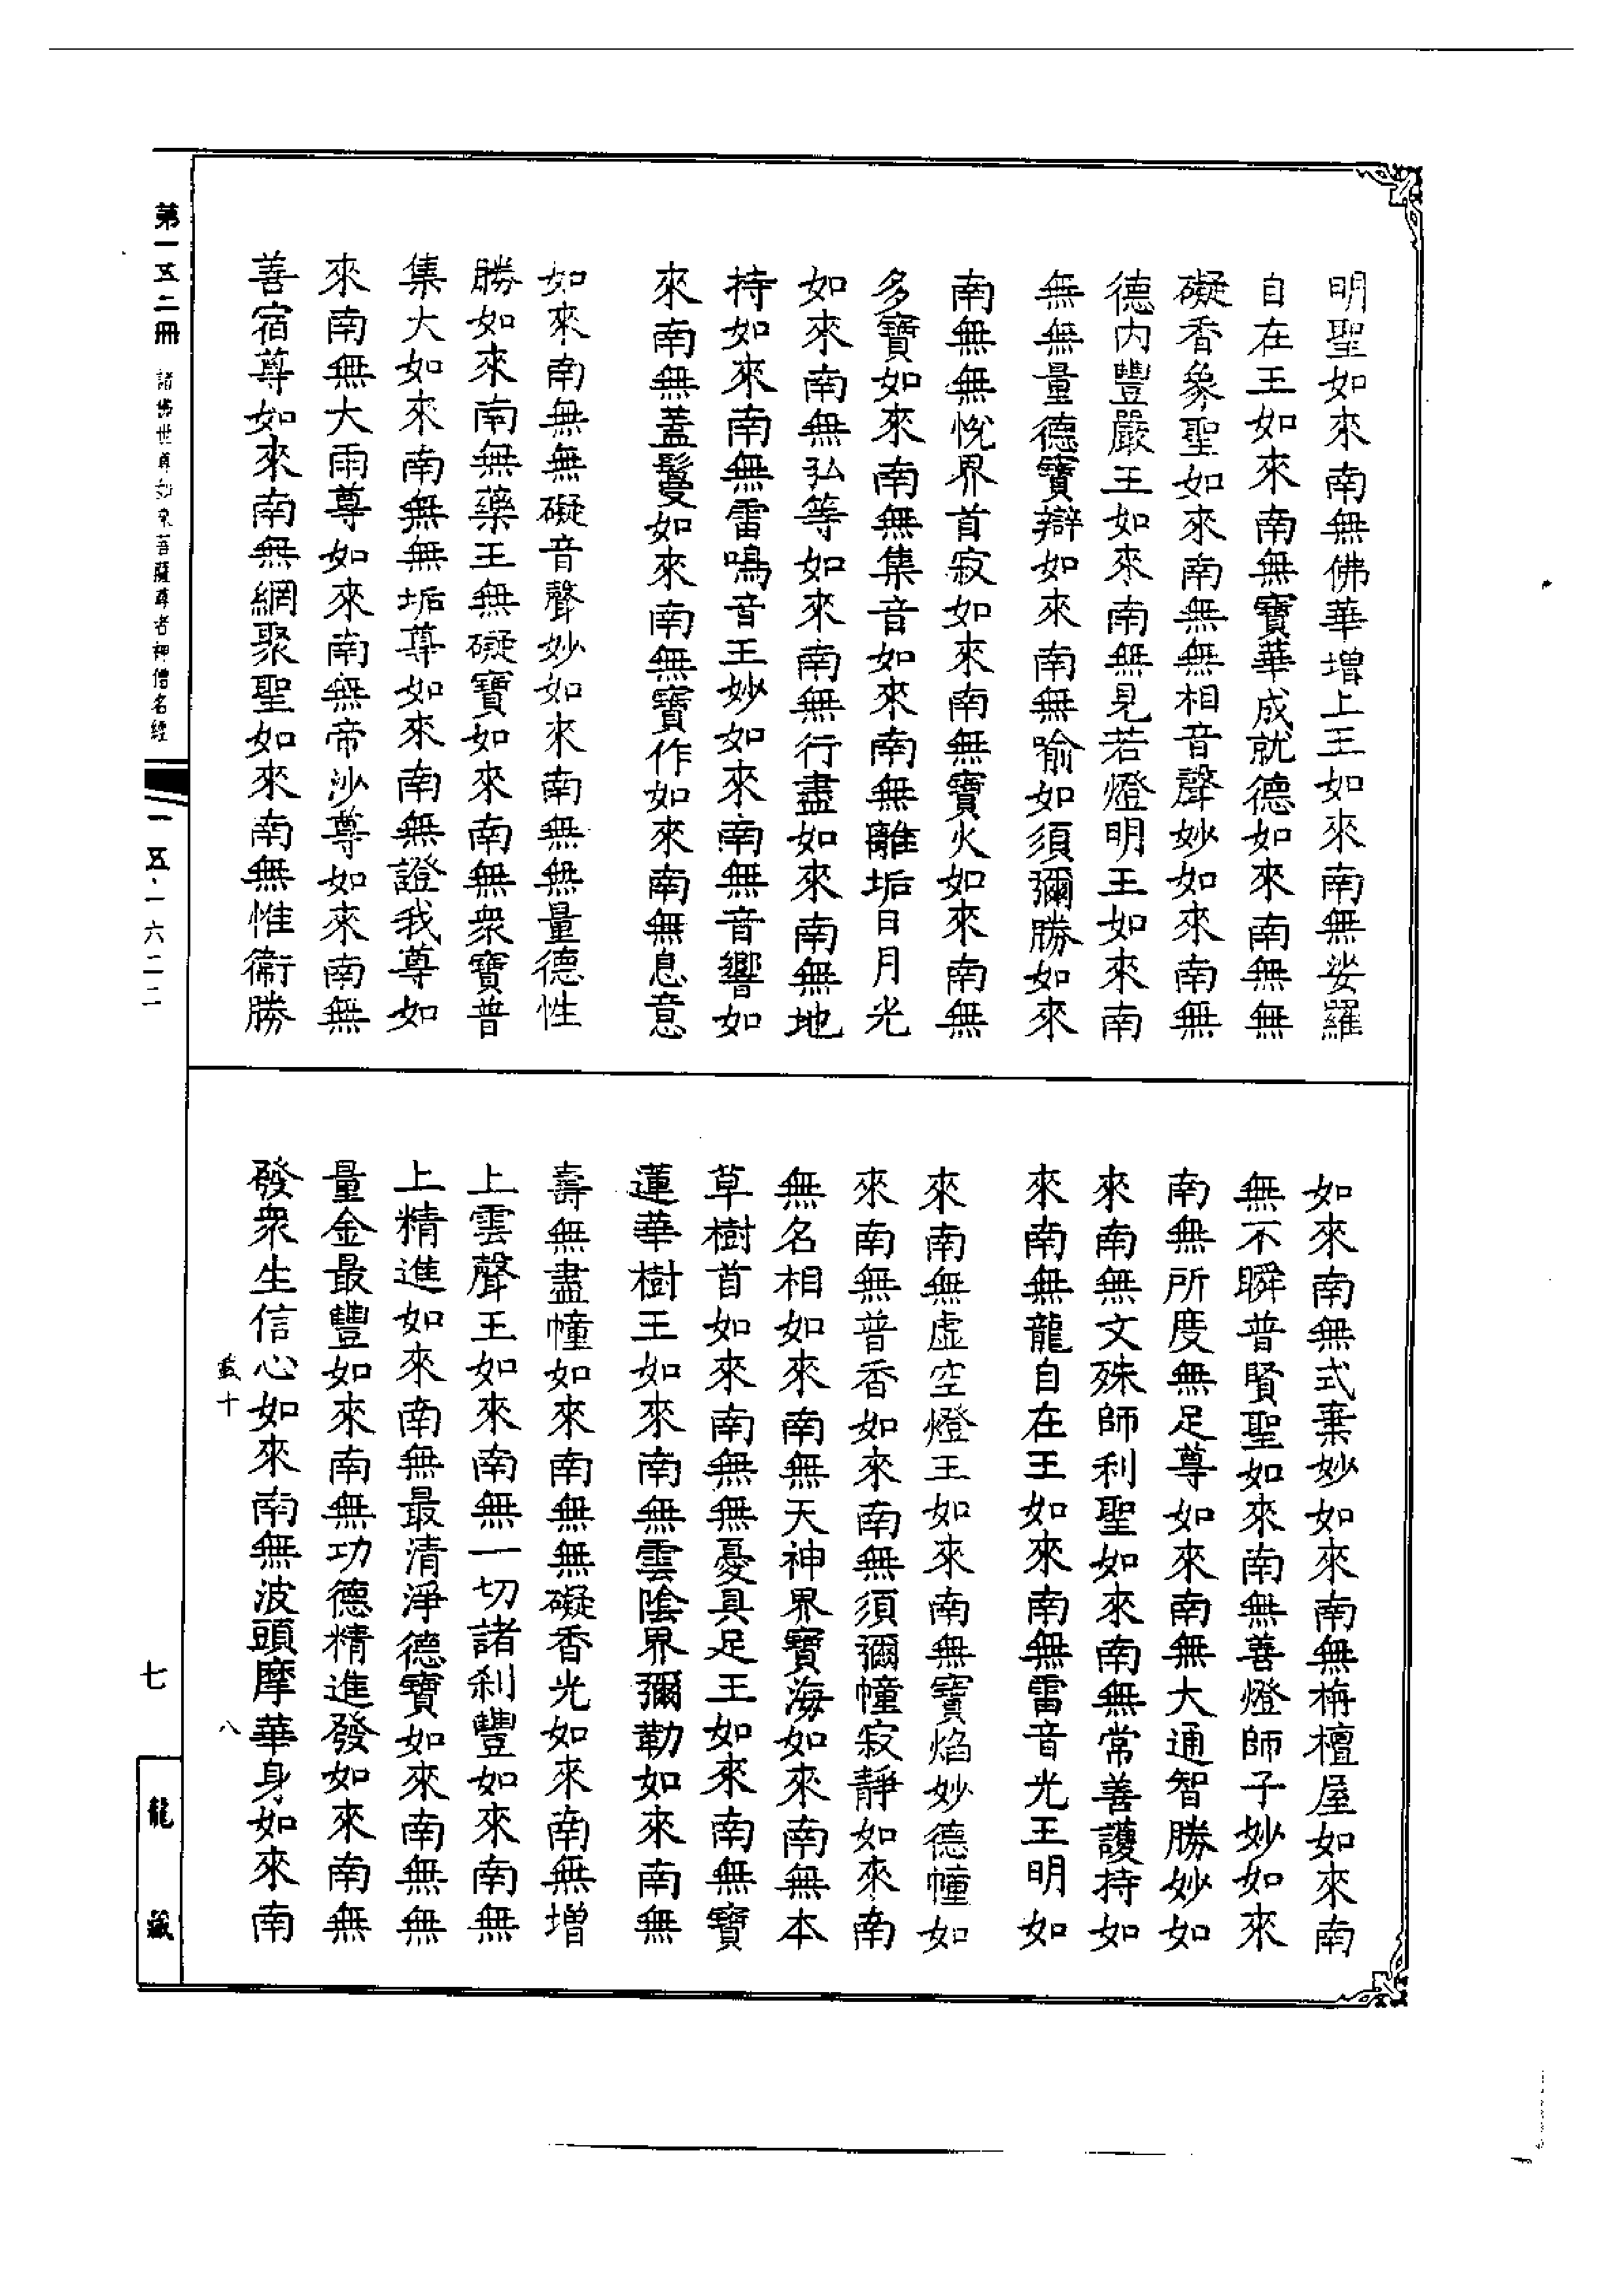 明聖如來南無佛華增上王如來南無娑羅
自在王如來南無寶華成就德如來南無無
礙香象聖如來南無無相音聲妙如來南無
德内豐嚴王如來南無見若燈明王如來南
無無量德寶辯如來南無喻如須彌勝如來
南無無悅界首寂如來南無寶火如來南無
多寶如來南無集音如來南無離垢日月光
如來南無弘等如來南無行盡如來南無地
持如來南無雷鳴音王妙如來南無音響如
來南無蓋鬘如來南無寶作如來南無息意
如來南無無礙音聲妙如來南無無量德性
勝如來南無藥王無礙寶如來南無衆寶普
集大如來南無無垢尊如來南無證我尊如
來南無大雨尊如來南無帝沙尊如來南無
善宿尊如來南無網聚聖如來南無惟衞勝
如來南無式棄妙如來南無栴檀屋如來南
無不瞬普賢聖如來南無善燈師子妙如來
南無所度無足尊如來南無大通智勝妙如
來南無文殊師利聖如來南無常善護持如
來南無龍自在王如來南無雷音光王明如
來南無虛空燈王如來南無寶焰妙德幢如
來南無普香如來南無須彌幢寂靜如來南
無名相如來南無天神界寶海如來南無本
草樹首如來南無無憂具足王如來南無寶
蓮華樹王如來南無雲陰界彌勒如來南無
壽無盡幢如來南無無礙香光如來南無增
上雲聲王如來南無一切諸剎豐如來南無
上精進如來南無最清淨德寶如來南無無
量金最豐如來南無功德精進發如來南無
發衆生信心如來南無波頭摩華身如來南
十 八
第一五二冊 諸佛世尊如來菩薩尊者神僧名經 一五·一六二二
七
龍藏